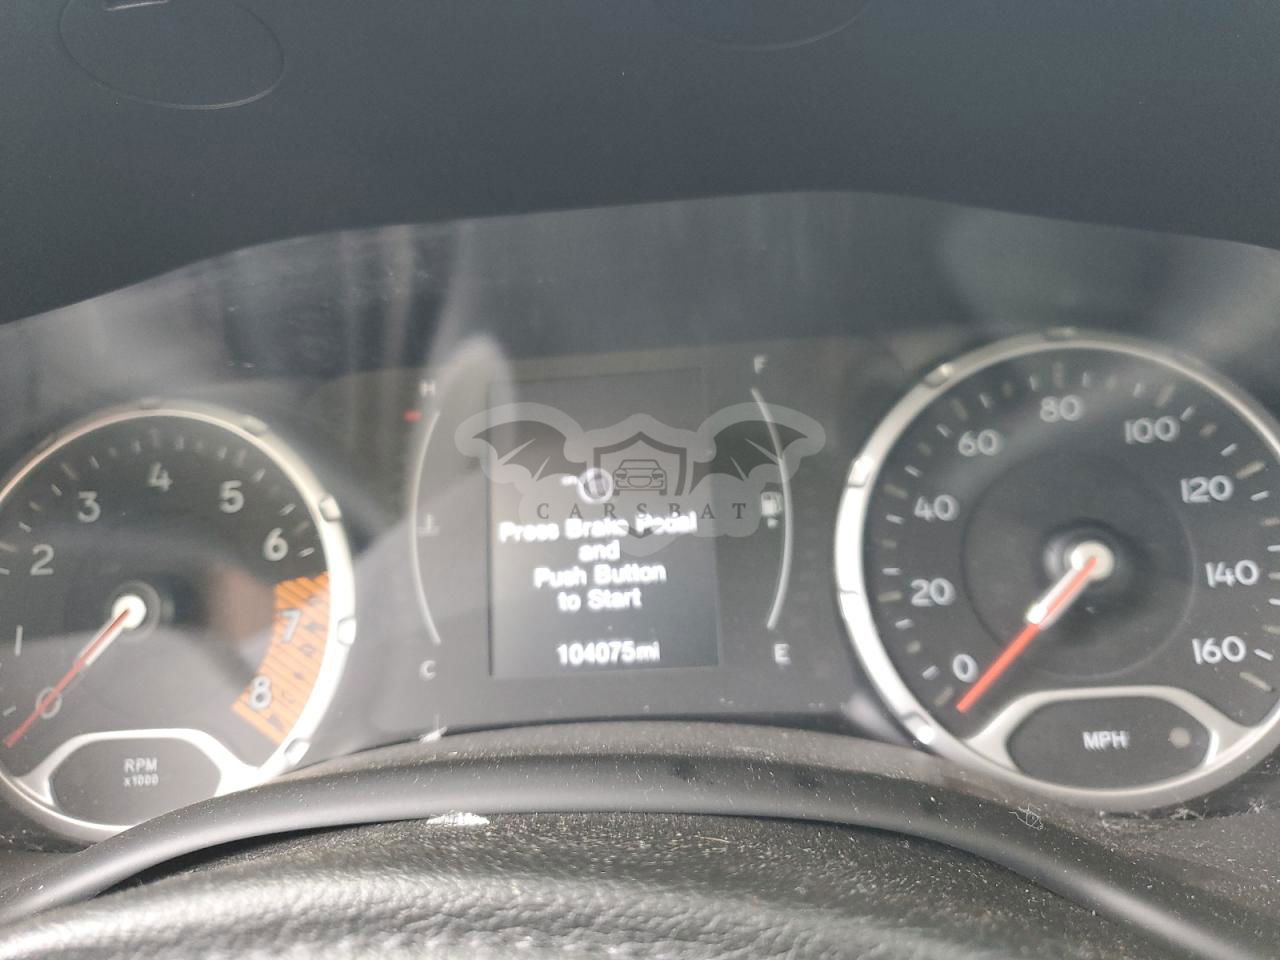 H
F
CARSBAT
Press Brake Pedal
and
Push Button
to Start
104075mi
C
E
0
1
2
3
4
5
6
7
8
RPM
x1000
0
20
40
60
80
100
120
140
160
MPH